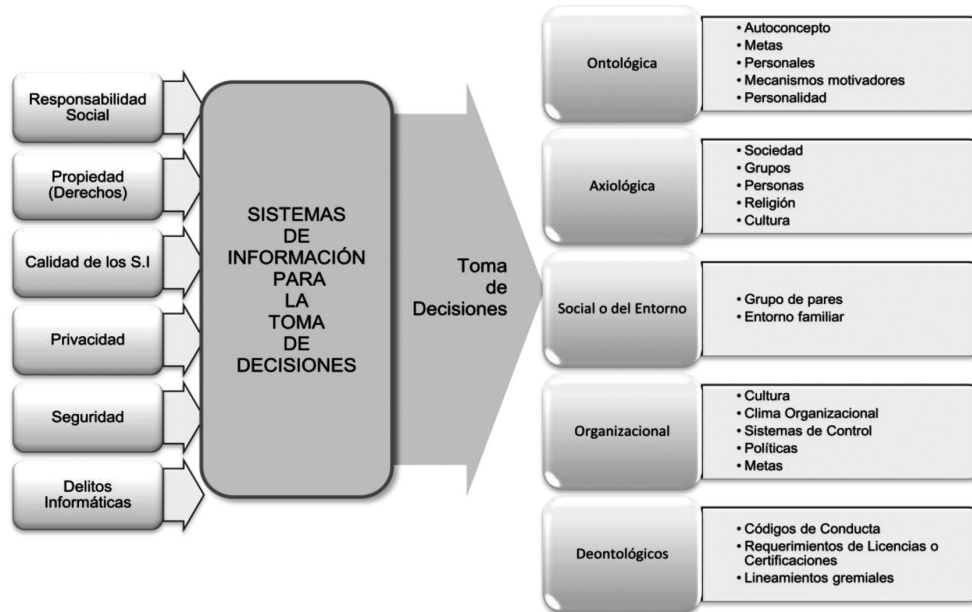 Responsabilidad
Social
Propiedad
(Derechos)
Calidad de los S.I
Privacidad
Seguridad
Delitos
Informáticas
SISTEMAS
DE
INFORMACIÓN
PARA
LA
TOMA
DE
DECISIONES
Toma
de
Decisiones
Ontológica
• Autoconcepto
• Metas
• Personales
• Mecanismos motivadores
• Personalidad
Axiológica
• Sociedad
• Grupos
• Personas
• Religión
• Cultura
Social o del Entorno
• Grupo de pares
• Entorno familiar
Organizacional
• Cultura
• Clima Organizacional
• Sistemas de Control
• Políticas
• Metas
Deontológicos
• Códigos de Conducta
• Requerimientos de Licencias o
Certificaciones
• Lineamientos gremiales